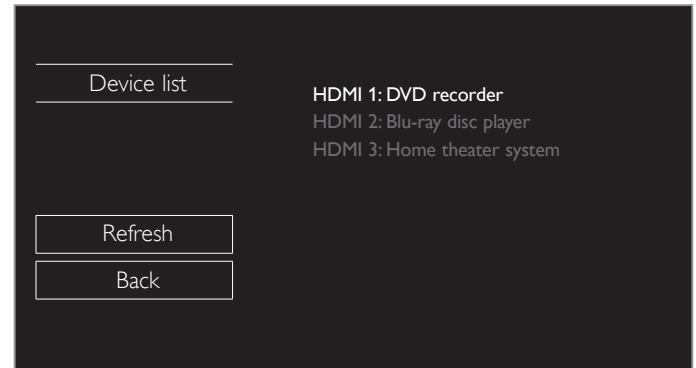 Device list
HDMI 1: DVD recorder
HDMI 2: Blu-ray disc player
HDMI 3: Home theater system
Refresh
Back